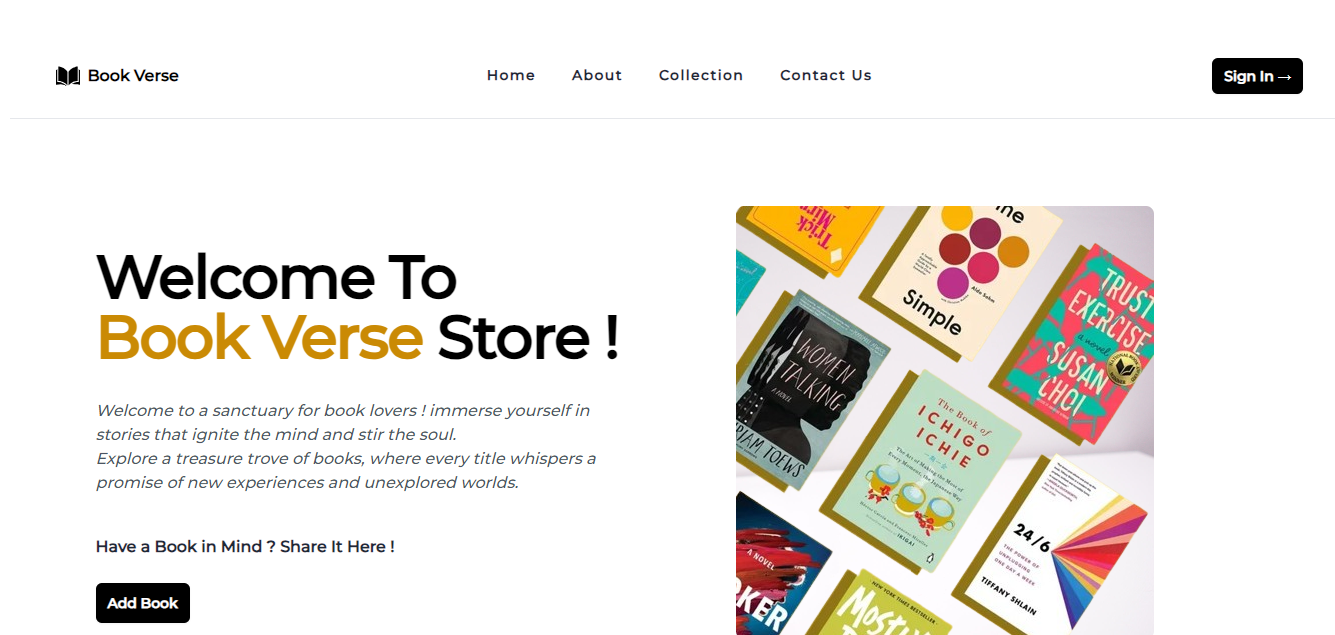 Book Verse
Home About Collection Contact Us
Sign In →
Welcome To
Book Verse Store !
Welcome to a sanctuary for book lovers ! immerse yourself in
stories that ignite the mind and stir the soul.
Explore a treasure trove of books, where every title whispers a
promise of new experiences and unexplored worlds.
Have a Book in Mind ? Share It Here !
Add Book
Trick
Simple
Aldo Sohm
TRUST
EXERCISE
a novel
SUSAN
CHOI
WOMEN
TALKING
A NOVEL
TOEWS
The Book of
ICHIGO
ICHIE
The Art of Making the Most of
Every Moment, the Japanese Way
IKIGAI
24/6
THE POWER OF
UNPLUGGING
ONE DAY A WEEK
TIFFANY SHLAIN
A NOVEL
OKER
NEW YORK TIMES BESTSELLER